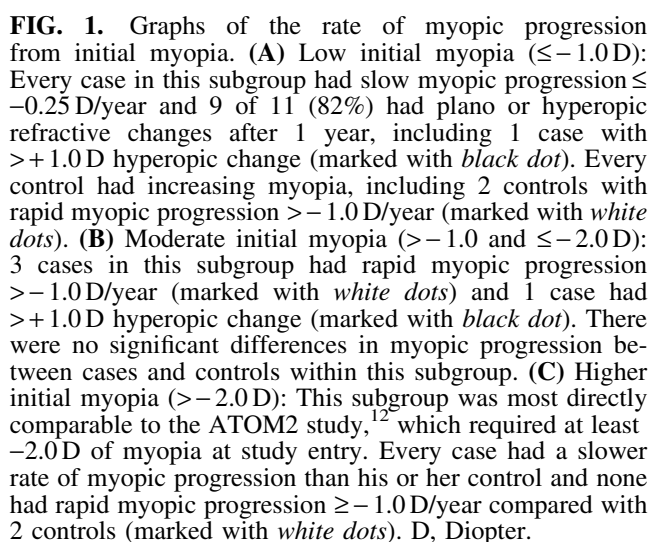 FIG. 1. Graphs of the rate of myopic progression
from initial myopia. (A) Low initial myopia (≤−1.0 D):
Every case in this subgroup had slow myopic progression ≤
−0.25 D/year and 9 of 11 (82%) had plano or hyperopic
refractive changes after 1 year, including 1 case with
>+1.0 D hyperopic change (marked with black dot). Every
control had increasing myopia, including 2 controls with
rapid myopic progression >−1.0 D/year (marked with white
dots). (B) Moderate initial myopia (>−1.0 and ≤−2.0 D):
3 cases in this subgroup had rapid myopic progression
>−1.0 D/year (marked with white dots) and 1 case had
>+1.0 D hyperopic change (marked with black dot). There
were no significant differences in myopic progression be-
tween cases and controls within this subgroup. (C) Higher
initial myopia (>−2.0 D): This subgroup was most directly
comparable to the ATOM2 study,12 which required at least
−2.0 D of myopia at study entry. Every case had a slower
rate of myopic progression than his or her control and none
had rapid myopic progression ≥−1.0 D/year compared with
2 controls (marked with white dots). D, Diopter.